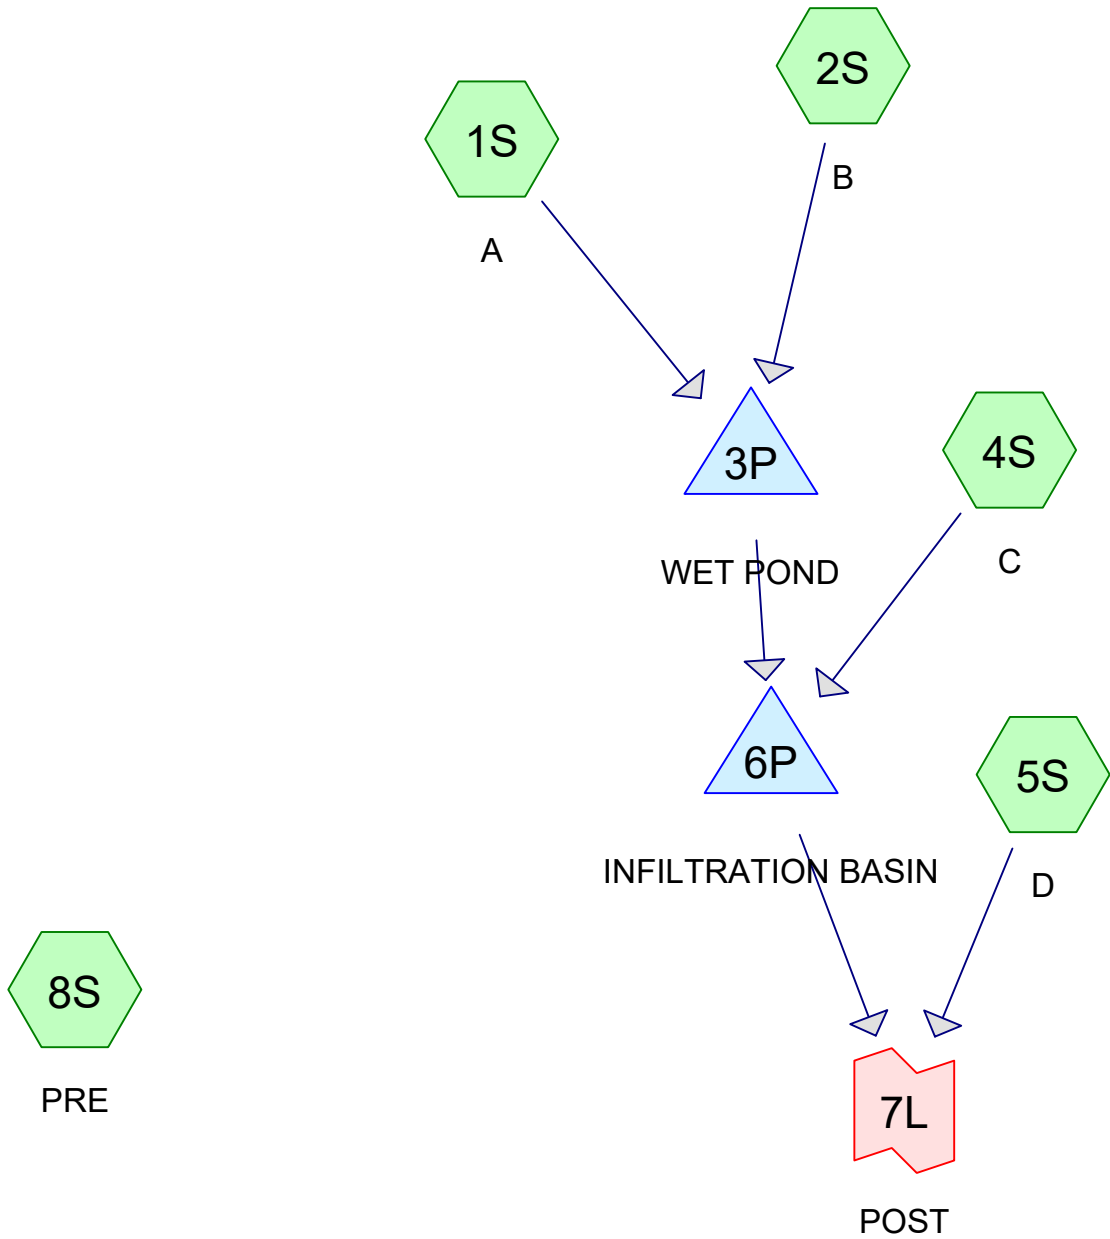 2S
1S
B
A
3P
4S
WET POND
C
6P
5S
INFILTRATION BASIN
D
8S
PRE
7L
POST